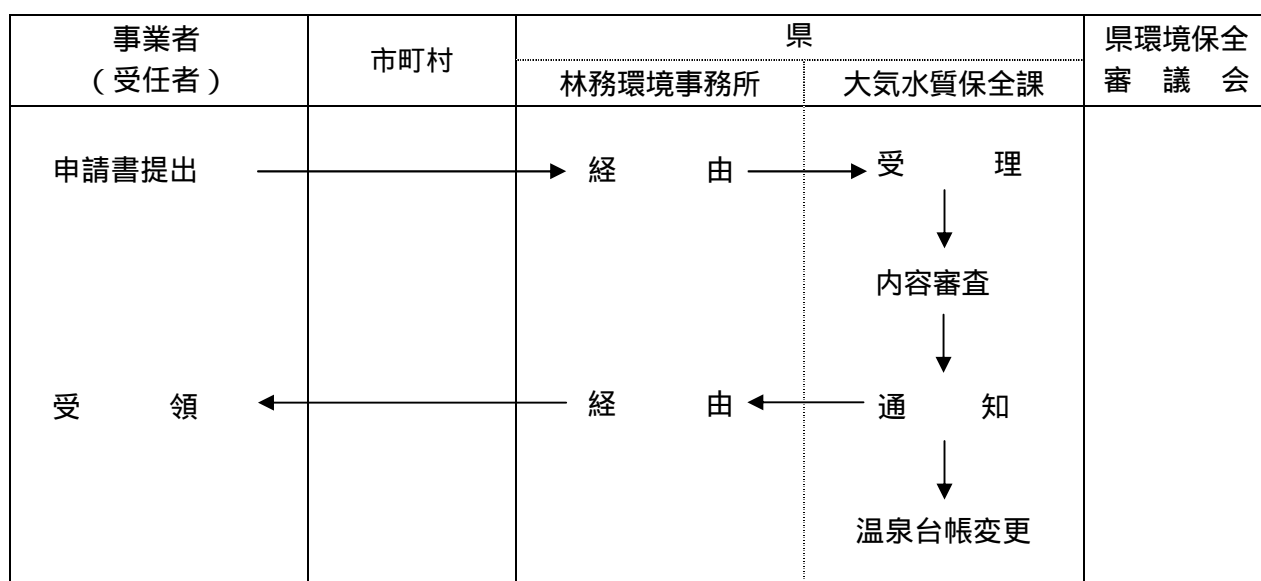 事業者
（受任者）
市町村
県
林務環境事務所
大気水質保全課
県環境保全
審　議　会
申請書提出
経　由
受　理
内容審査
受　領
経　由
通　知
温泉台帳変更